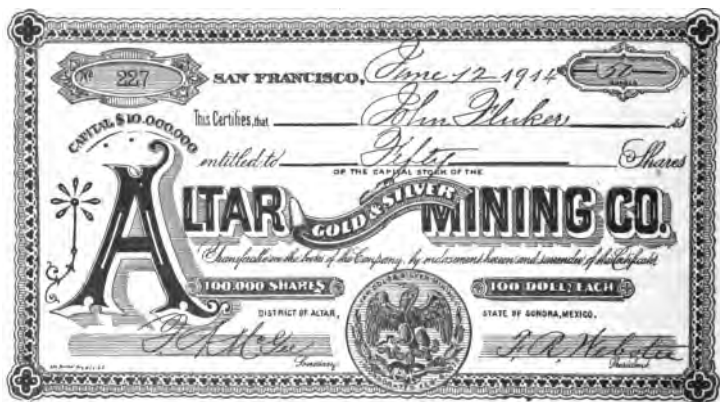 No 227
SAN FRANCISCO, June 12 1914
50
SHARES
This Certifies, that John Fluker is
CAPITAL $10.000.000
entitled to Fifty Shares
OF THE CAPITAL STOCK OF THE
ALTAR GOLD & SILVER MINING CO.
Transferable on the books of the Company, by endorsement hereon and surrender of this Certificate
100.000 SHARES
100 DOLLS EACH
DISTRICT OF ALTAR,
STATE OF SONORA, MEXICO.
Secretary
President